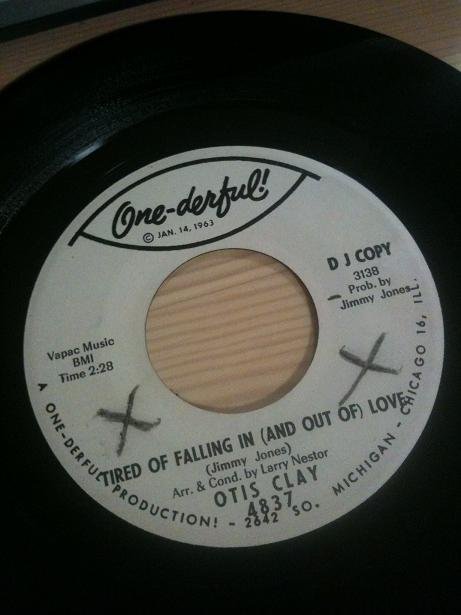 One-derful!
© JAN. 14, 1963
D J COPY
3138
Prob. by
Jimmy Jones
Vapac Music
BMI
Time 2:28
TIRED OF FALLING IN (AND OUT OF) LOVE
(Jimmy Jones)
Arr. & Cond. by Larry Nestor
OTIS CLAY
4837
A ONE-DERFUL PRODUCTION! - 2642 SO. MICHIGAN - CHICAGO 16, ILL.